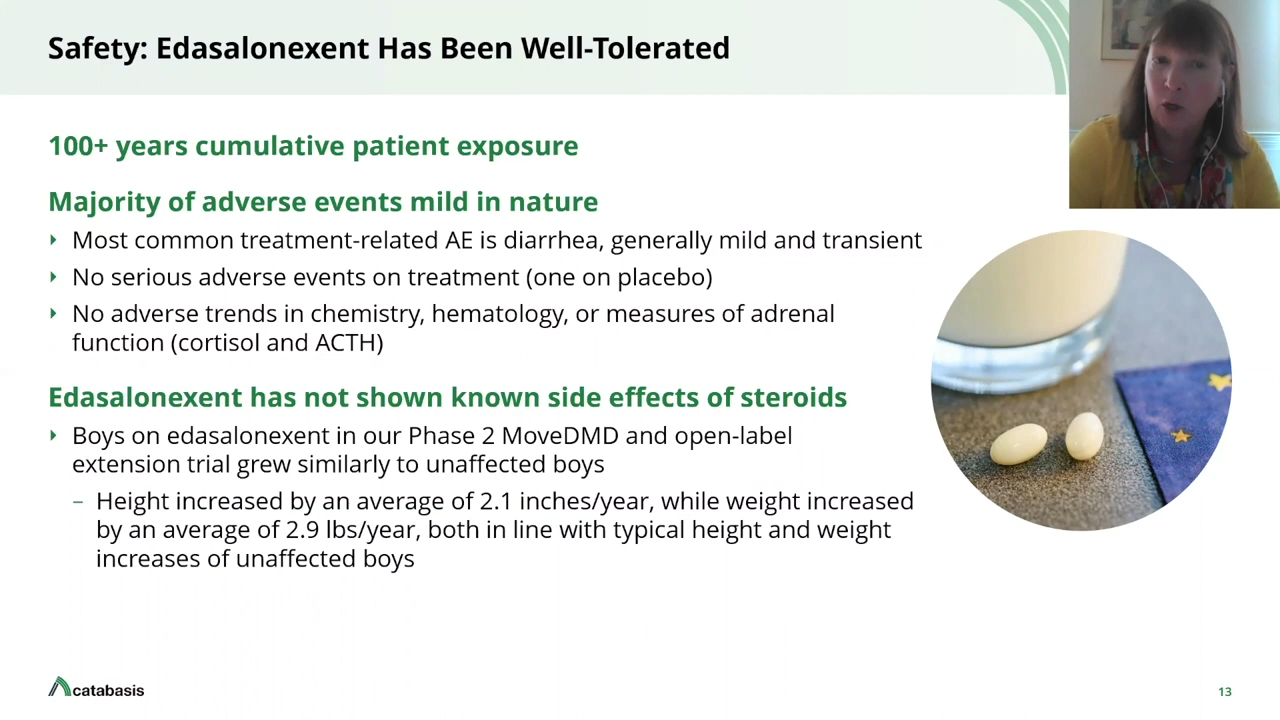 Safety: Edasalonexent Has Been Well-Tolerated
100+ years cumulative patient exposure
Majority of adverse events mild in nature
Most common treatment-related AE is diarrhea, generally mild and transient
No serious adverse events on treatment (one on placebo)
No adverse trends in chemistry, hematology, or measures of adrenal
function (cortisol and ACTH)
Edasalonexent has not shown known side effects of steroids
Boys on edasalonexent in our Phase 2 MoveDMD and open-label
extension trial grew similarly to unaffected boys
– Height increased by an average of 2.1 inches/year, while weight increased
by an average of 2.9 lbs/year, both in line with typical height and weight
increases of unaffected boys
catabasis
13